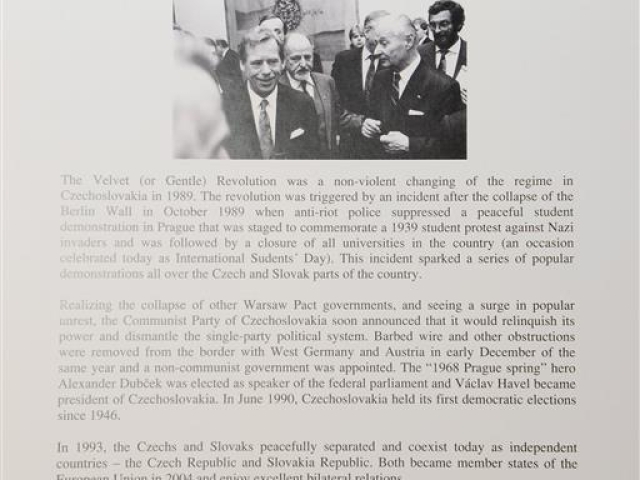 The Velvet (or Gentle) Revolution was a non-violent changing of the regime in
Czechoslovakia in 1989. The revolution was triggered by an incident after the collapse of the
Berlin Wall in October 1989 when anti-riot police suppressed a peaceful student
demonstration in Prague that was staged to commemorate a 1939 student protest against Nazi
invaders and was followed by a closure of all universities in the country (an occasion
celebrated today as International Sudents´ Day). This incident sparked a series of popular
demonstrations all over the Czech and Slovak parts of the country.
Realizing the collapse of other Warsaw Pact governments, and seeing a surge in popular
unrest, the Communist Party of Czechoslovakia soon announced that it would relinquish its
power and dismantle the single-party political system. Barbed wire and other obstructions
were removed from the border with West Germany and Austria in early December of the
same year and a non-communist government was appointed. The “1968 Prague spring” hero
Alexander Dubček was elected as speaker of the federal parliament and Václav Havel became
president of Czechoslovakia. In June 1990, Czechoslovakia held its first democratic elections
since 1946.
In 1993, the Czechs and Slovaks peacefully separated and coexist today as independent
countries – the Czech Republic and Slovakia Republic. Both became member states of the
European Union in 2004 and enjoy excellent bilateral relations.